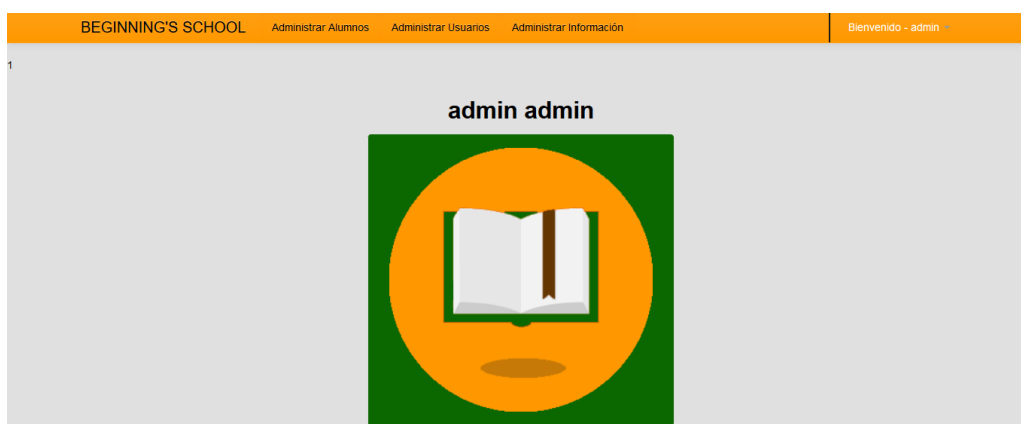 BEGINNING'S SCHOOL Administrar Alumnos Administrar Usuarios Administrar Información Bienvenido - admin
1
admin admin